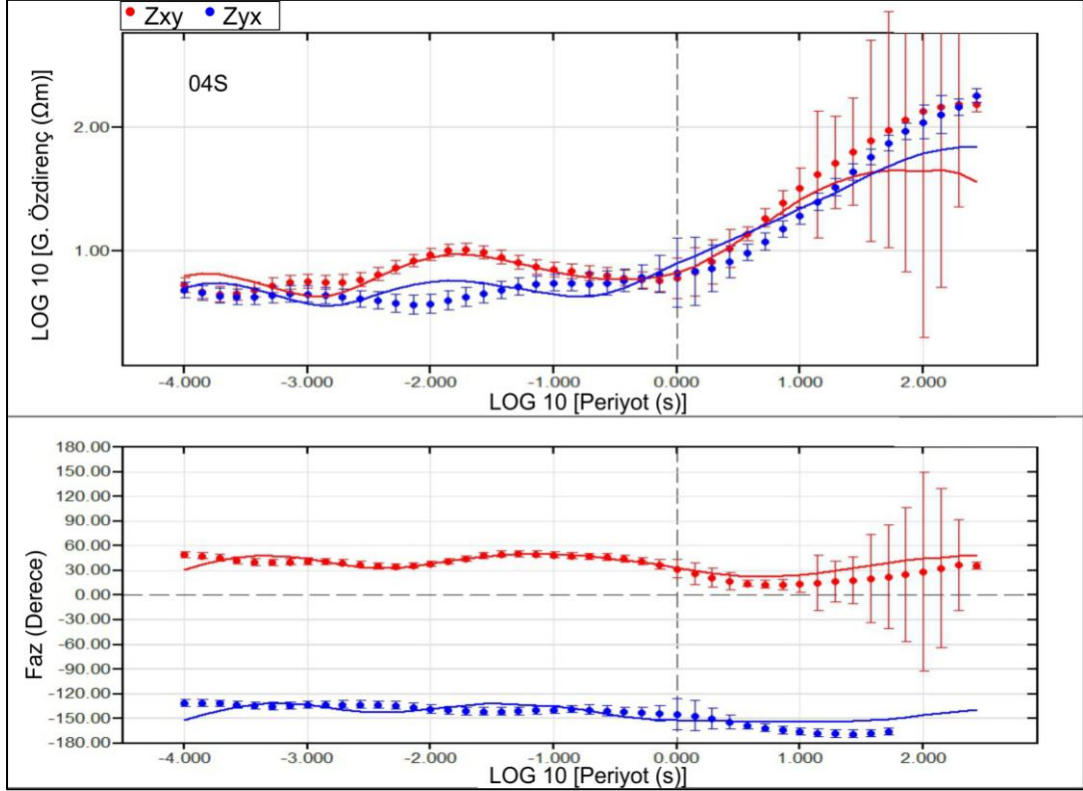 Zxy Zyx
04S
LOG 10 [G. Özdirenç (Ωm)]
2.00
1.00
-4.000 -3.000 -2.000 -1.000 0.000 1.000 2.000
LOG 10 [Periyot (s)]
Faz (Derece)
180.00
150.00
120.00
90.00
60.00
30.00
0.00
-30.00
-60.00
-90.00
-120.00
-150.00
-180.00
-4.000 -3.000 -2.000 -1.000 0.000 1.000 2.000
LOG 10 [Periyot (s)]